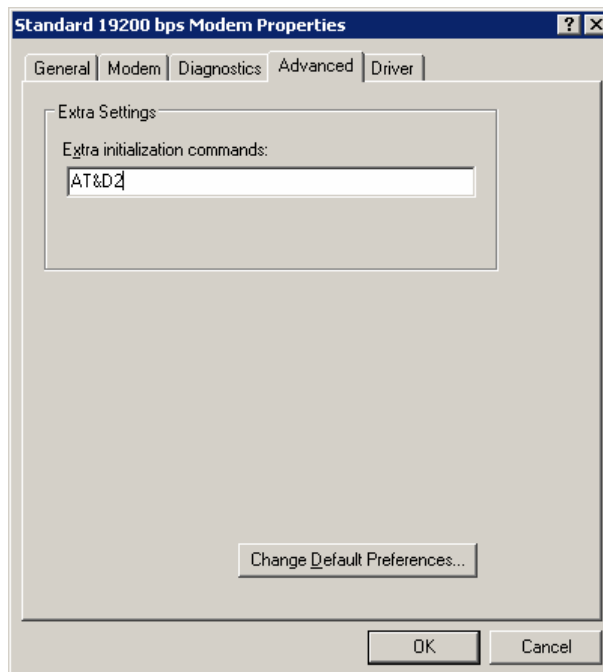 Standard 19200 bps Modem Properties
General Modem Diagnostics Advanced Driver
Extra Settings
Extra initialization commands:
AT&D2
Change Default Preferences...
OK Cancel